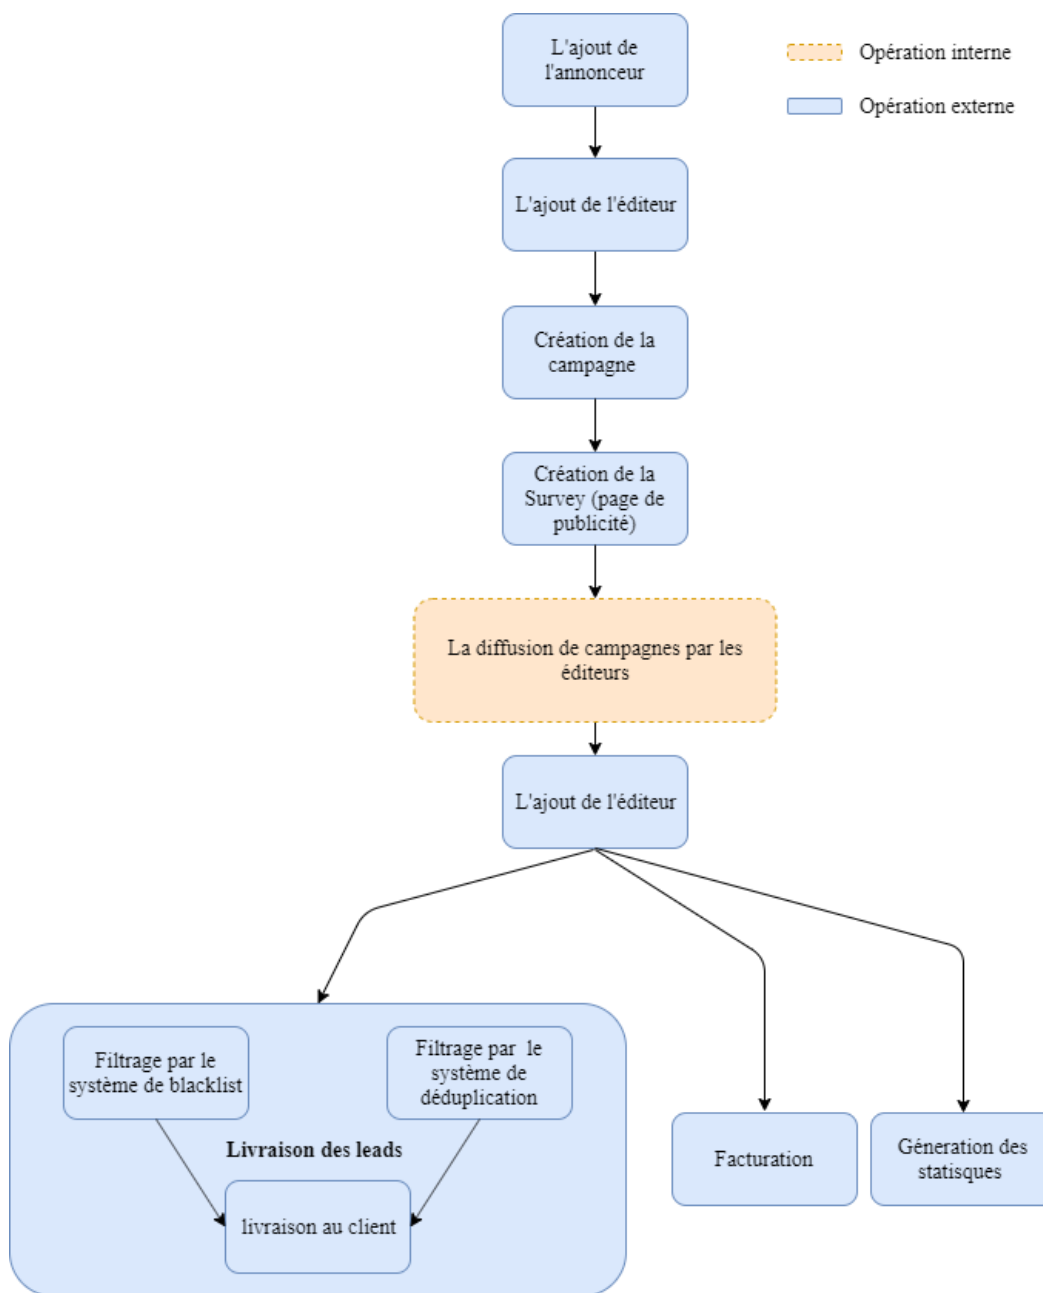 L'ajout de
l'annonceur
Opération interne
Opération externe
L'ajout de l'éditeur
Création de la
campagne
Création de la
Survey (page de
publicité)
La diffusion de campagnes par les
éditeurs
L'ajout de l'éditeur
Filtrage par le
système de blacklist
Filtrage par le
système de
déduplication
Livraison des leads
livraison au client
Facturation
Géneration des
statisques